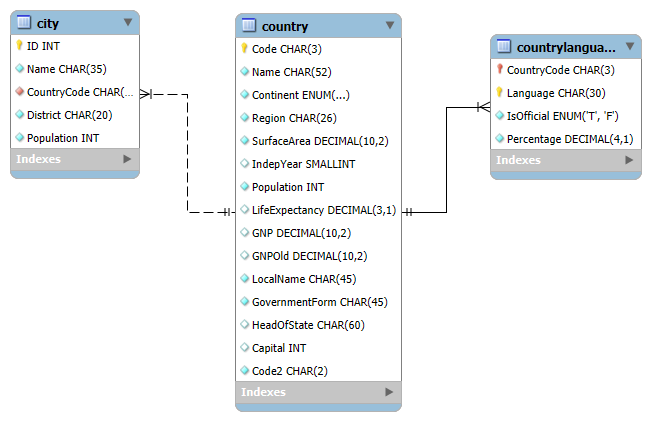 city
ID INT
Name CHAR(35)
CountryCode CHAR(...
District CHAR(20)
Population INT
Indexes
country
Code CHAR(3)
Name CHAR(52)
Continent ENUM(...)
Region CHAR(26)
SurfaceArea DECIMAL(10,2)
IndepYear SMALLINT
Population INT
LifeExpectancy DECIMAL(3,1)
GNP DECIMAL(10,2)
GNPOld DECIMAL(10,2)
LocalName CHAR(45)
GovernmentForm CHAR(45)
HeadOfState CHAR(60)
Capital INT
Code2 CHAR(2)
Indexes
countrylangua...
CountryCode CHAR(3)
Language CHAR(30)
IsOfficial ENUM('T', 'F')
Percentage DECIMAL(4,1)
Indexes